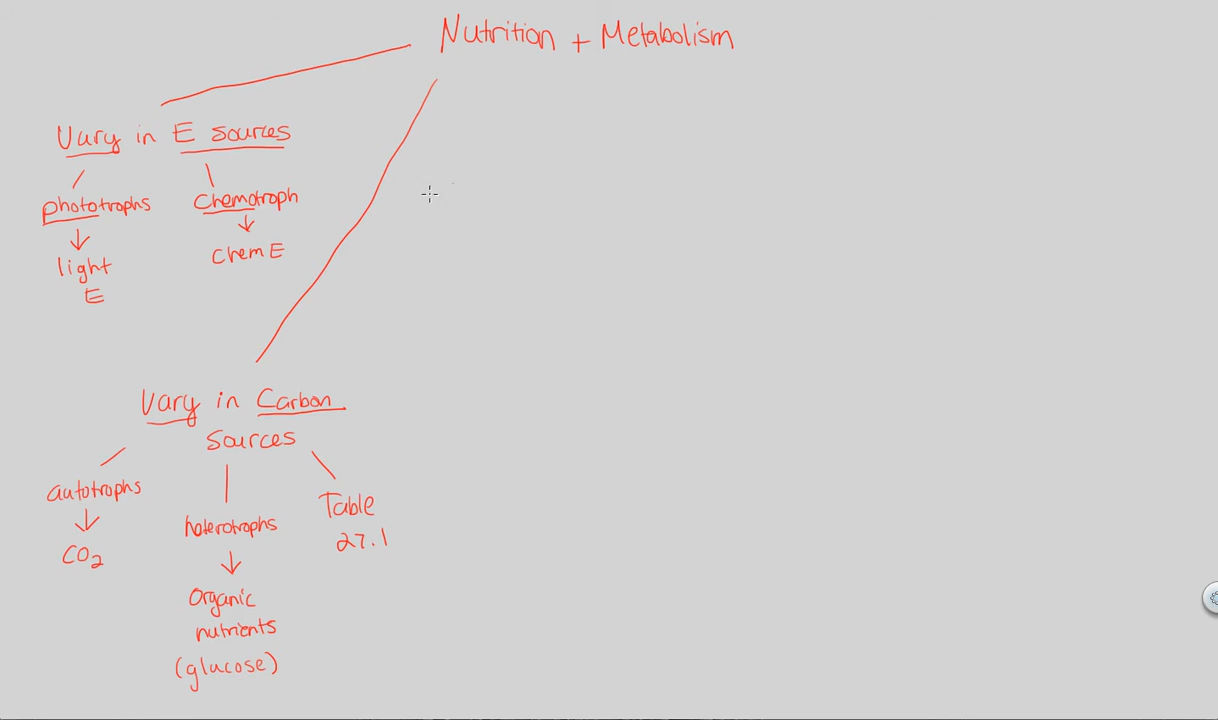 Nutrition + Metabolism
Vary in E sources
phototrophs
light
E
Chemotroph
Chem E
Vary in Carbon
Sources
autotrophs
CO2
heterotrophs
Organic
nutrients
(glucose)
Table
27.1